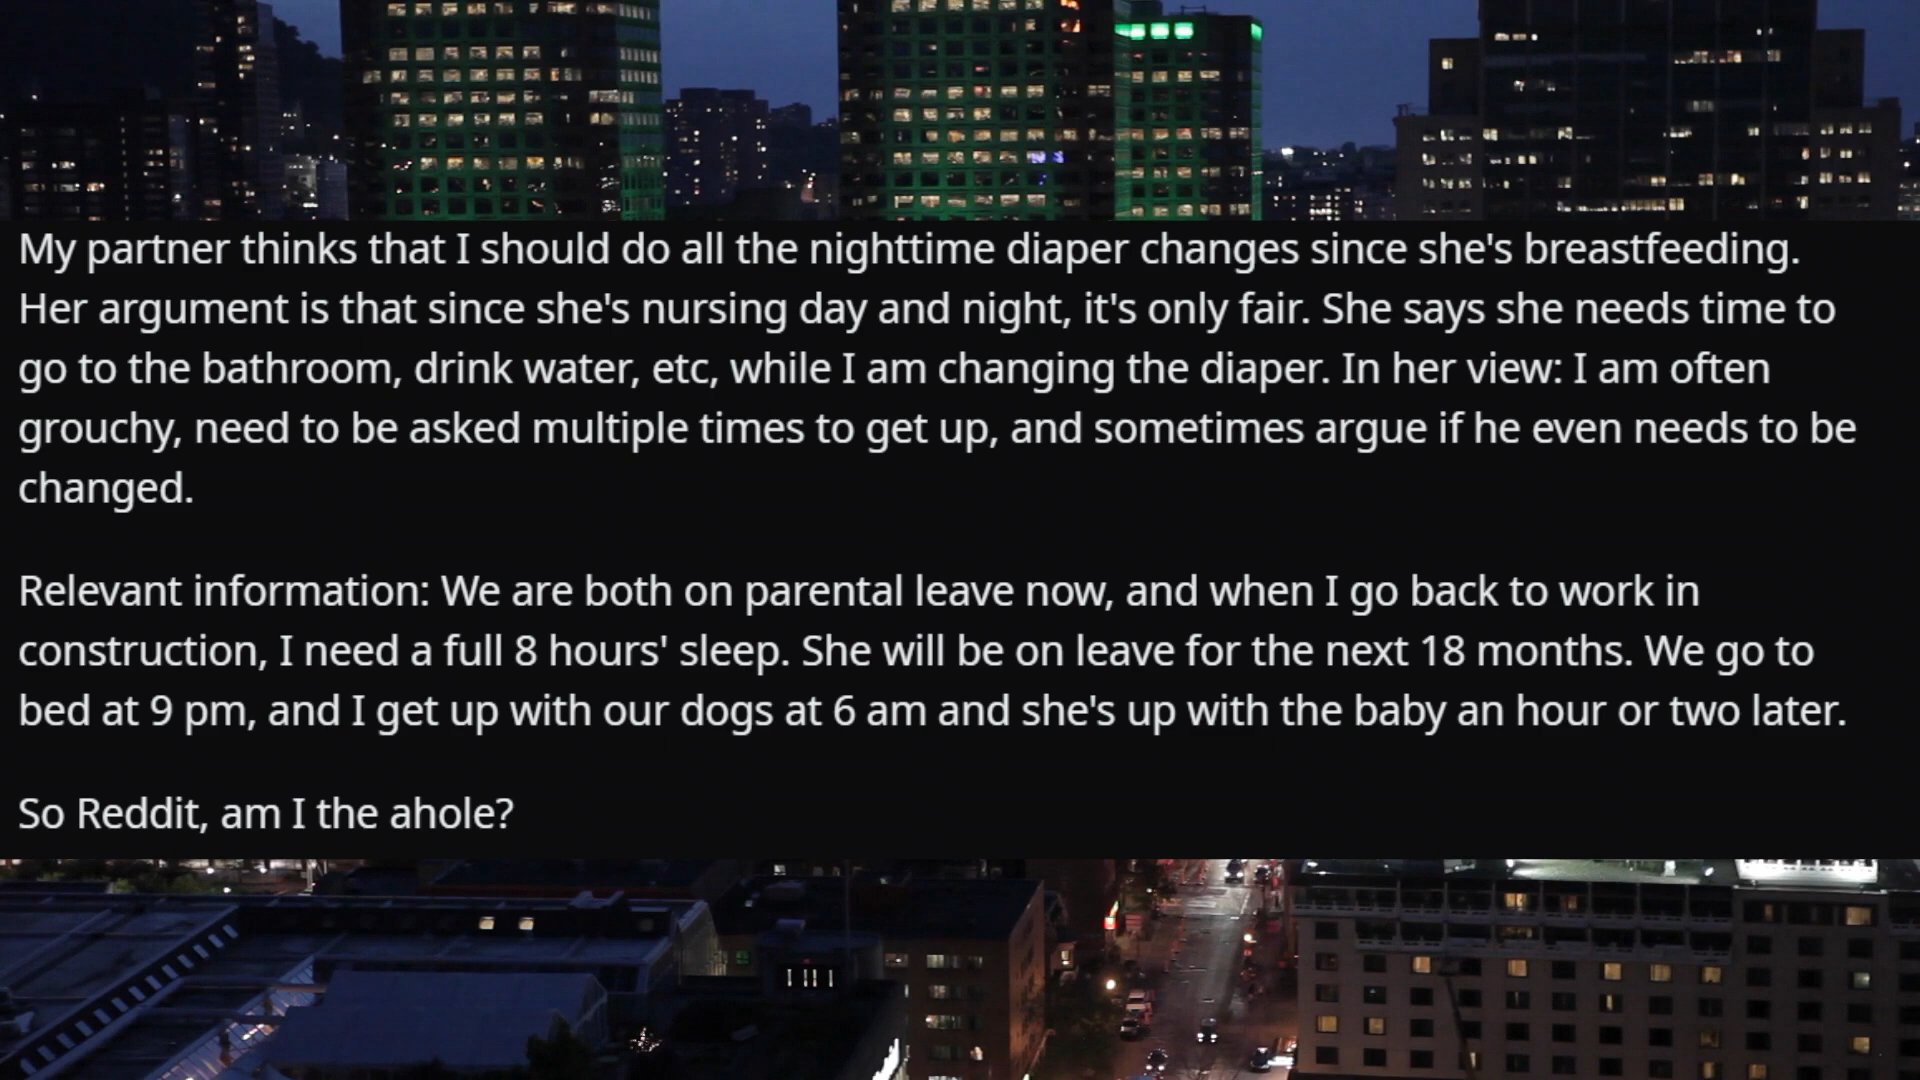 My partner thinks that I should do all the nighttime diaper changes since she's breastfeeding.
Her argument is that since she's nursing day and night, it's only fair. She says she needs time to
go to the bathroom, drink water, etc, while I am changing the diaper. In her view: I am often
grouchy, need to be asked multiple times to get up, and sometimes argue if he even needs to be
changed.
Relevant information: We are both on parental leave now, and when I go back to work in
construction, I need a full 8 hours' sleep. She will be on leave for the next 18 months. We go to
bed at 9 pm, and I get up with our dogs at 6 am and she's up with the baby an hour or two later.
So Reddit, am I the ahole?